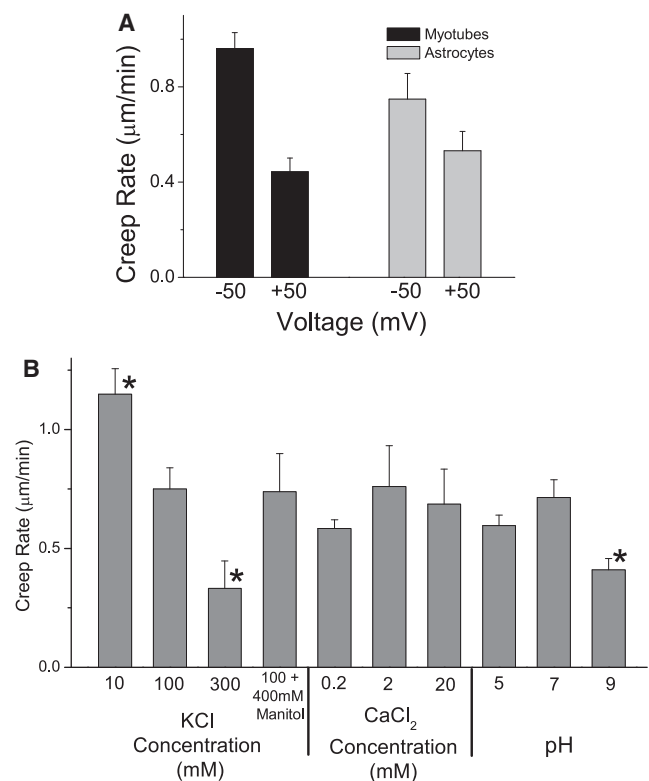 A
Myotubes
Astrocytes
Creep Rate (μm/min)
0.8
0.4
0.0
-50 +50 -50 +50
Voltage (mV)
B
Creep Rate (μm/min)
1.0
0.5
0.0
* * *
10 100 300 100 + 400mM Manitol 0.2 2 20 5 7 9
KCl Concentration (mM)
CaCl2 Concentration (mM)
pH